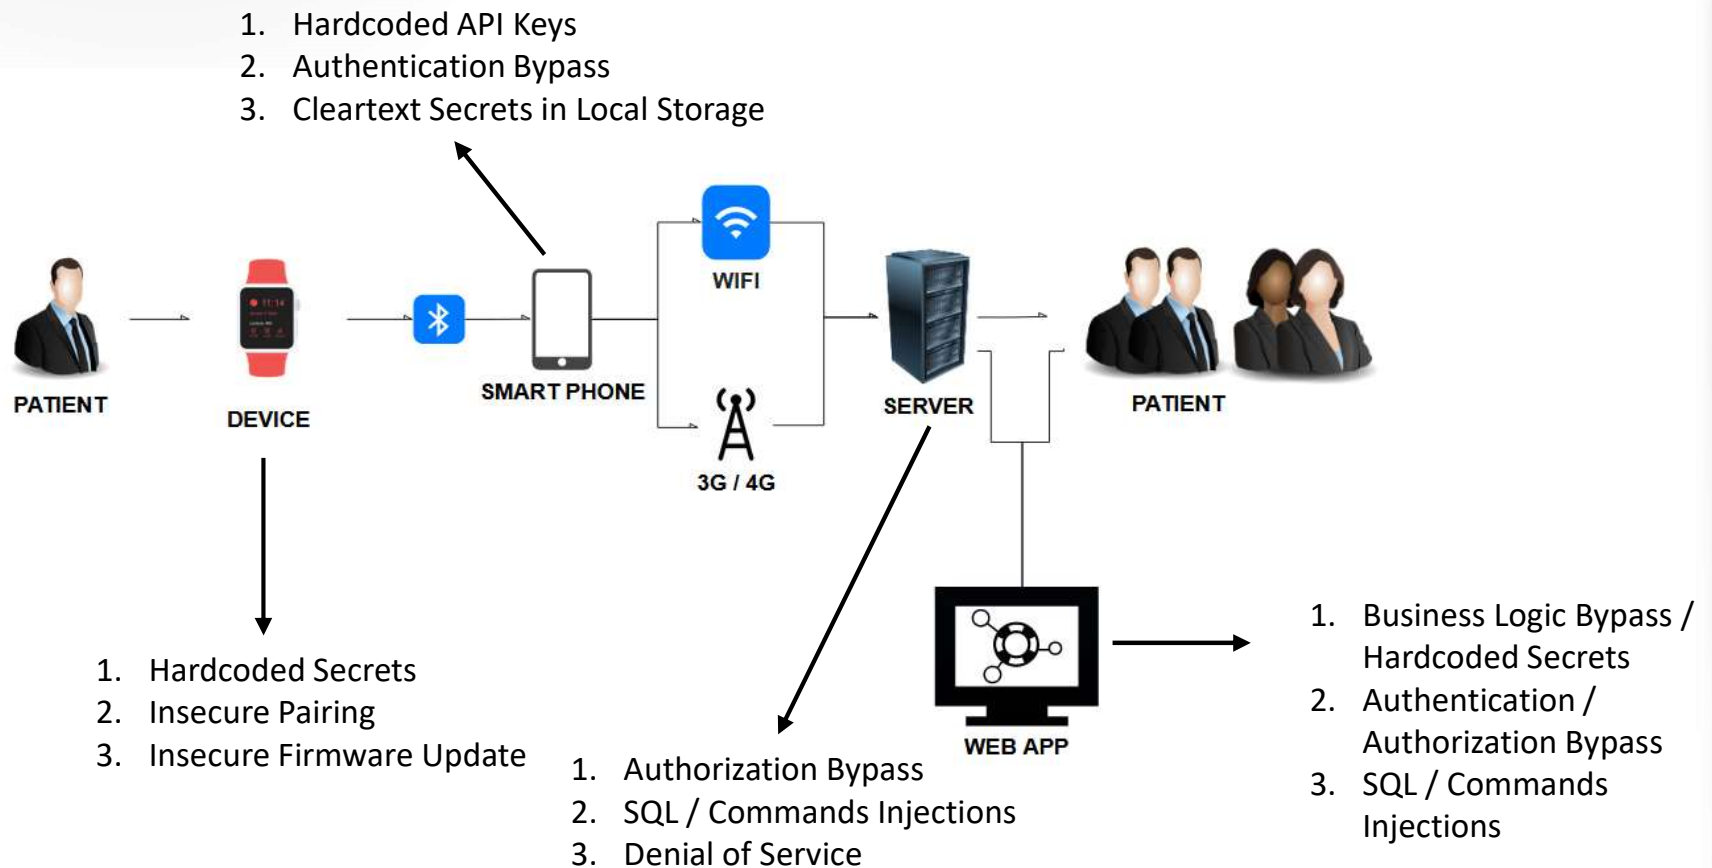 1. Hardcoded API Keys
2. Authentication Bypass
3. Cleartext Secrets in Local Storage
WIFI
11:14
PATIENT
DEVICE
SMART PHONE
SERVER
PATIENT
3G / 4G
1. Hardcoded Secrets
2. Insecure Pairing
3. Insecure Firmware Update
WEB APP
1. Authorization Bypass
2. SQL / Commands Injections
3. Denial of Service
1. Business Logic Bypass /
Hardcoded Secrets
2. Authentication /
Authorization Bypass
3. SQL / Commands
Injections